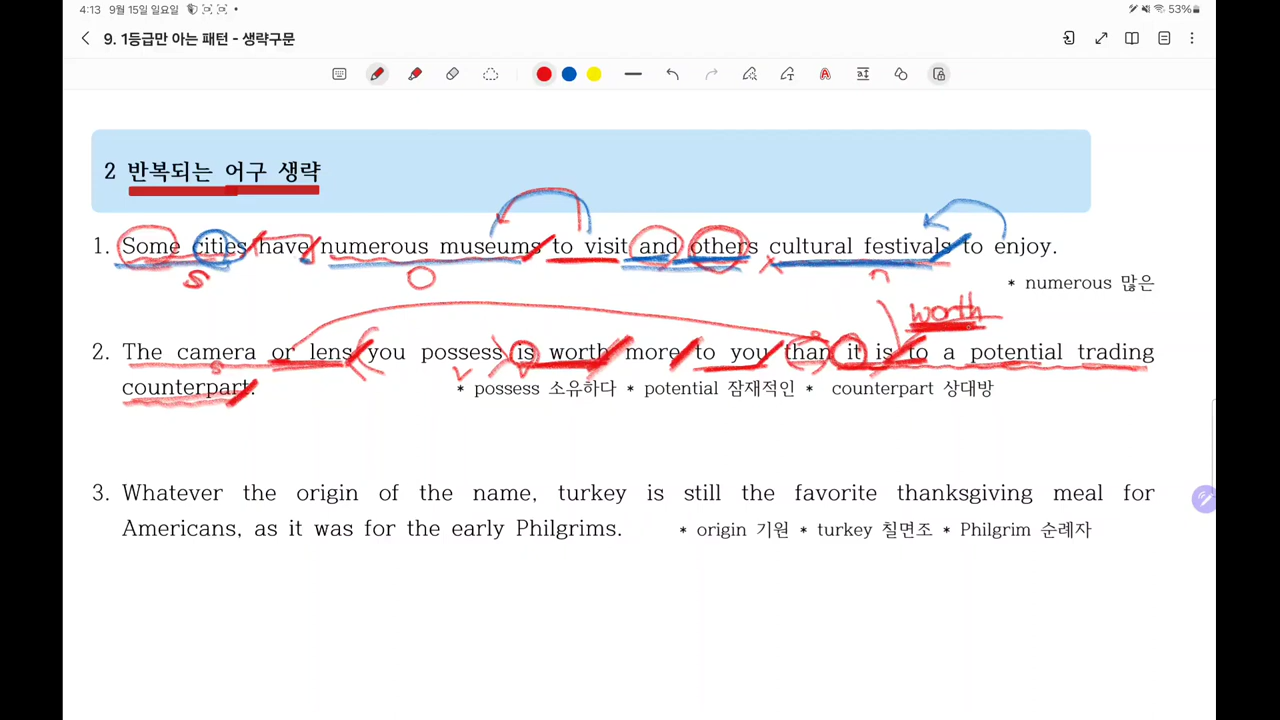 4:13 9월 15일 일요일 53%
9. 1등급만 아는 패턴 - 생략구문
2 반복되는 어구 생략
1. Some cities have numerous museums to visit and others cultural festivals to enjoy.
S O n
* numerous 많은
worth
2. The camera or lens you possess is worth more to you than it is to a potential trading
counterpart. * possess 소유하다 * potential 잠재적인 * counterpart 상대방
S V V
3. Whatever the origin of the name, turkey is still the favorite thanksgiving meal for
Americans, as it was for the early Philgrims. * origin 기원 * turkey 칠면조 * Philgrim 순례자